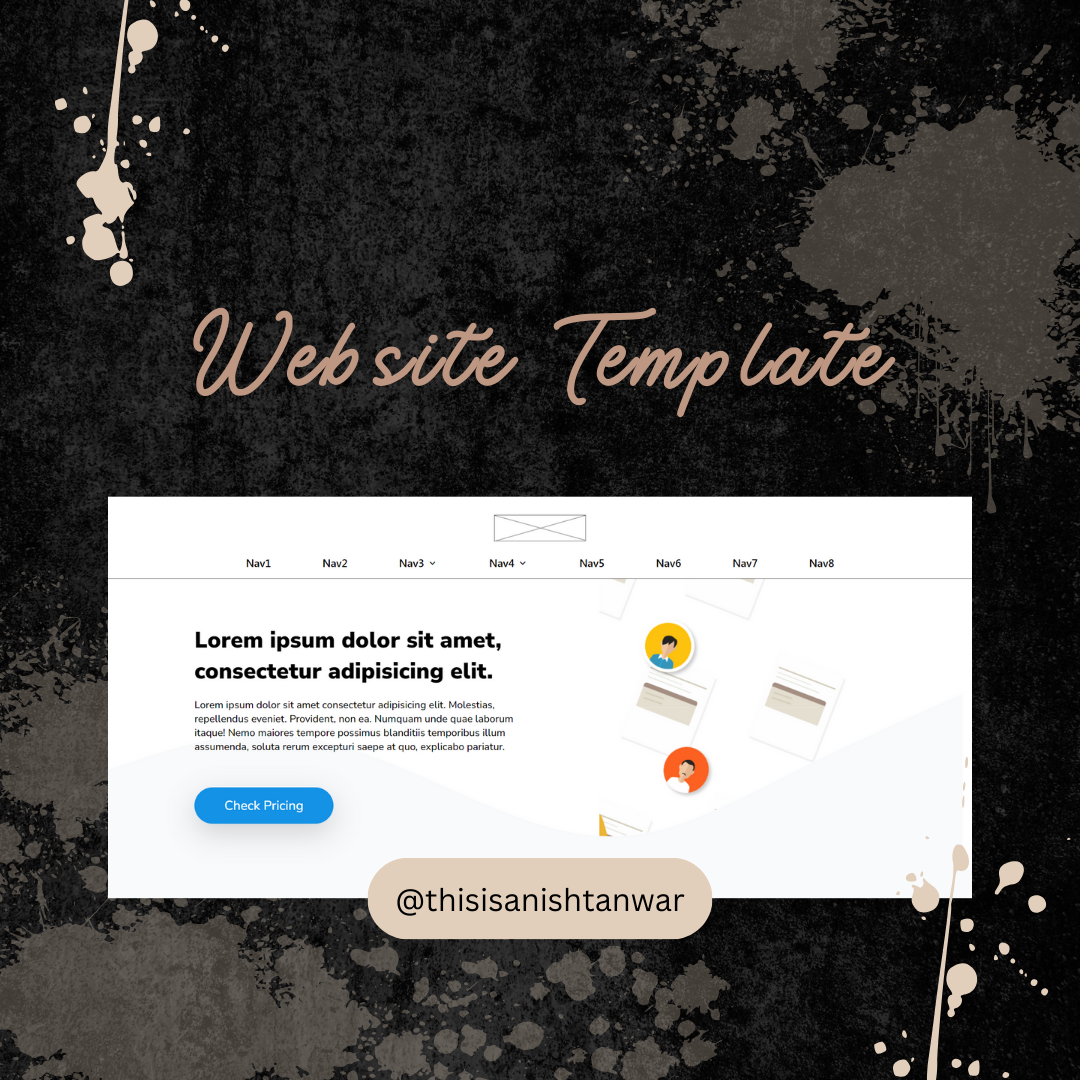 Website Template
Nav1 Nav2 Nav3 Nav4 Nav5 Nav6 Nav7 Nav8
Lorem ipsum dolor sit amet,
consectetur adipisicing elit.
Lorem ipsum dolor sit amet consectetur adipisicing elit. Molestias,
repellendus eveniet. Provident, non ea. Numquam unde quae laborum
itaque! Nemo maiores tempore possimus blanditiis temporibus illum
assumenda, soluta rerum excepturi saepe at quo, explicabo pariatur.
Check Pricing
@thisisanishtanwar